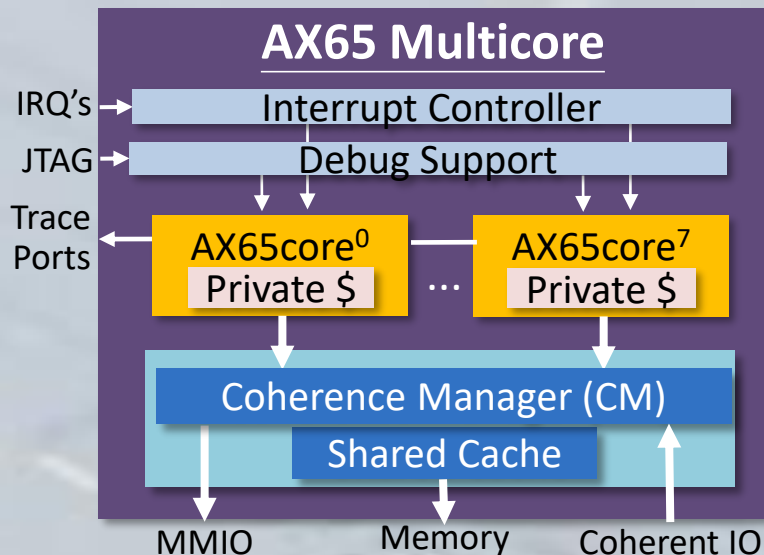 AX65 Multicore
IRQ's
Interrupt Controller
JTAG
Debug Support
Trace
Ports
AX65core⁰
Private $
...
AX65core⁷
Private $
Coherence Manager (CM)
Shared Cache
MMIO
Memory
Coherent IO